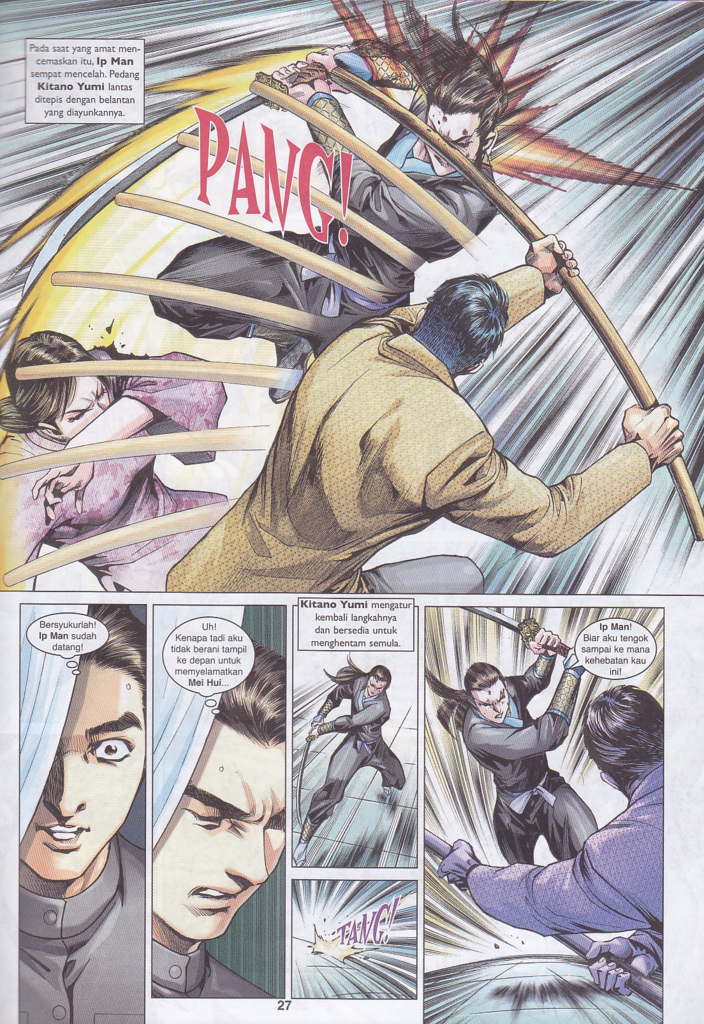 Pada saat yang amat men-
cemaskan itu, Ip Man
sempat mencelah. Pedang
Kitano Yumi lantas
ditepis dengan belantan
yang diayunkannya.
PANG!
Bersyukurlah!
Ip Man sudah
datang!
Uh!
Kenapa tadi aku
tidak berani tampil
ke depan untuk
menyelamatkan
Mei Hui...
Kitano Yumi mengatur
kembali langkahnya
dan bersedia untuk
menghentam semula.
TANG!
Ip Man!
Biar aku tengok
sampai ke mana
kehebatan kau
ini!
27